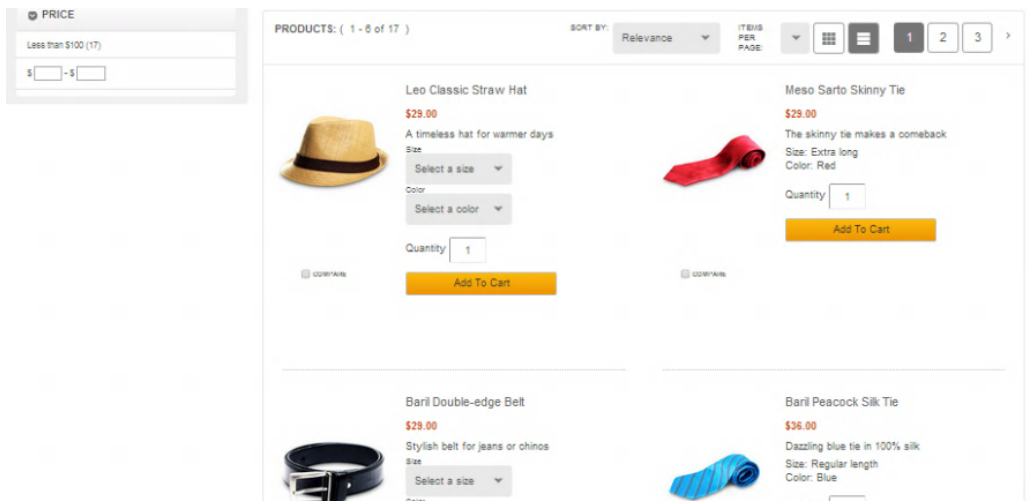 PRICE
Less than $100 (17)
$ - $
PRODUCTS: ( 1 - 6 of 17 )
SORT BY:
Relevance
ITEMS
PER
PAGE:
1 2 3 >
Leo Classic Straw Hat
$29.00
A timeless hat for warmer days
Size
Select a size
Color
Select a color
Quantity 1
Add To Cart
COMPARE
Meso Sarto Skinny Tie
$29.00
The skinny tie makes a comeback
Size: Extra long
Color: Red
Quantity 1
Add To Cart
COMPARE
Baril Double-edge Belt
$29.00
Stylish belt for jeans or chinos
Size
Select a size
Color
Baril Peacock Silk Tie
$36.00
Dazzling blue tie in 100% silk
Size: Regular length
Color: Blue